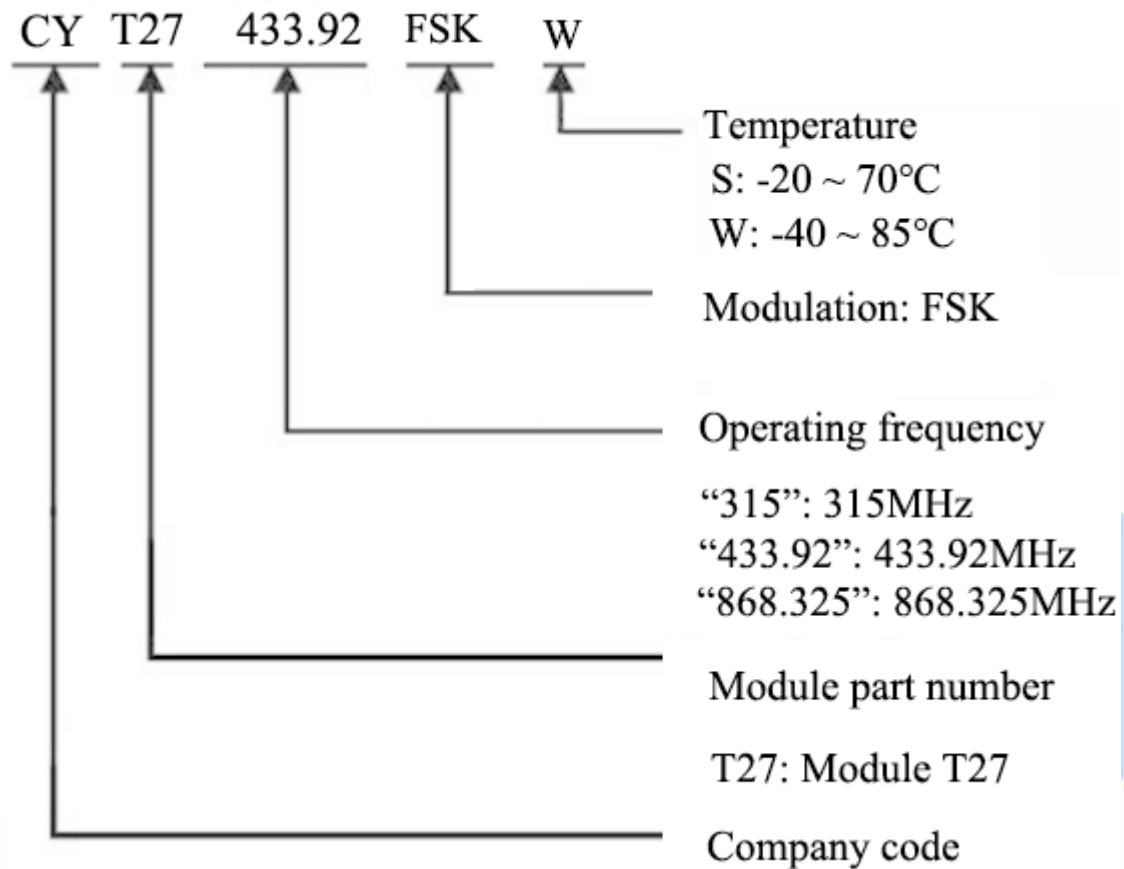 CY T27 433.92 FSK W
Temperature
S: -20 ~ 70℃
W: -40 ~ 85℃
Modulation: FSK
Operating frequency
“315”: 315MHz
“433.92”: 433.92MHz
“868.325”: 868.325MHz
Module part number
T27: Module T27
Company code